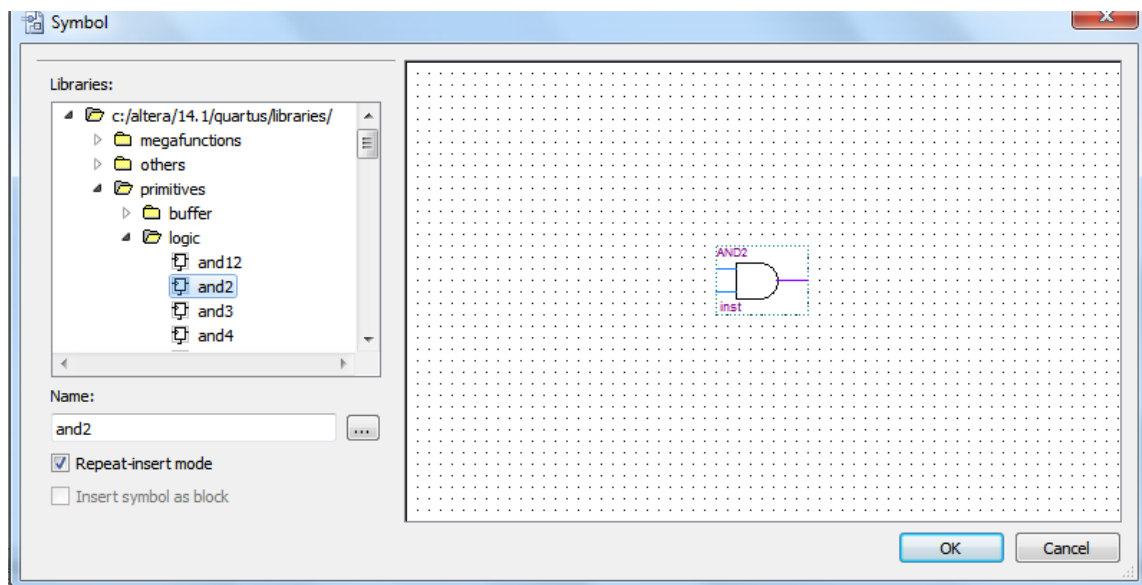 Symbol
Libraries:
c:/altera/14.1/quartus/libraries/
megafunctions
others
primitives
buffer
logic
and12
and2
and3
and4
Name:
and2
...
Repeat-insert mode
Insert symbol as block
AND2
inst
OK
Cancel